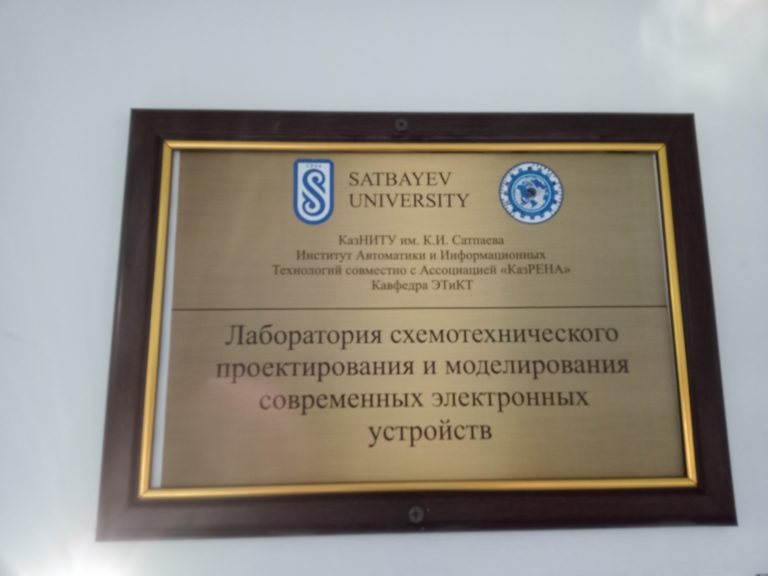 SATBAYEV
UNIVERSITY
КазНИТУ им. К.И. Сатпаева
Институт Автоматики и Информационных
Технологий совместно с Ассоциацией «КазРЕНА»
Кавфедра ЭТиКТ
Лаборатория схемотехнического
проектирования и моделирования
современных электронных
устройств